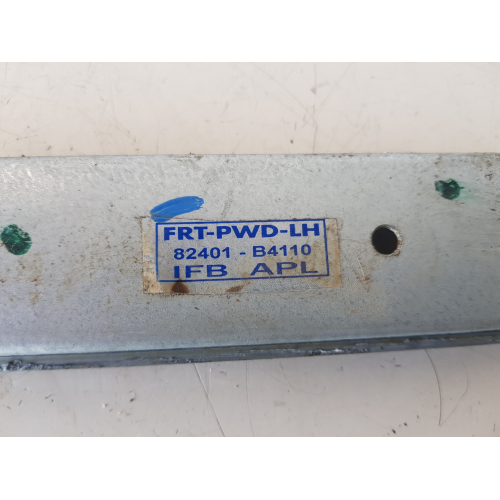 FRT-PWD-LH
82401 - B4110
IFB APL